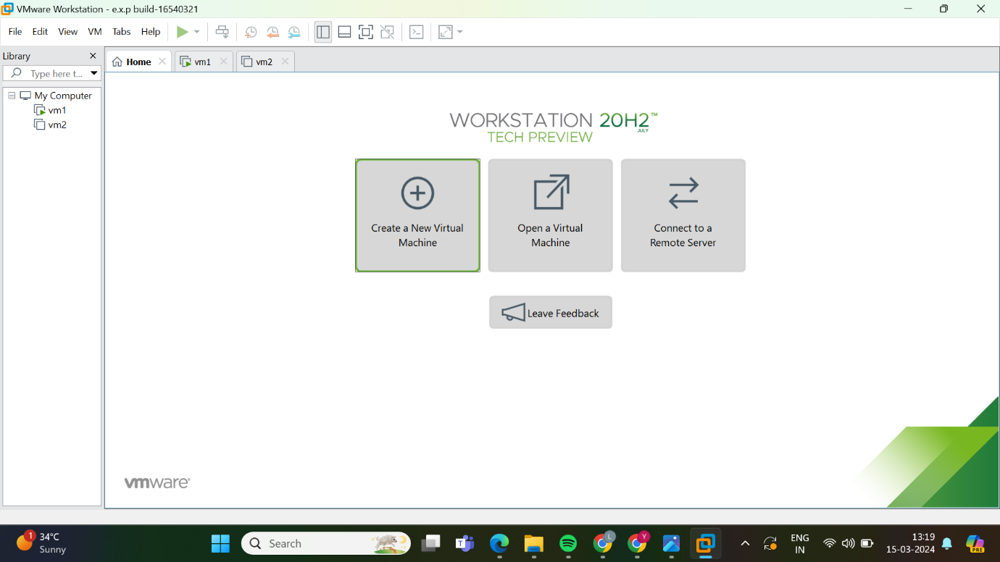 VMware Workstation - e.x.p build-16540321
File Edit View VM Tabs Help
Library
Home vm1 vm2
Type here t...
My Computer
vm1
vm2
WORKSTATION 20H2™
JULY
TECH PREVIEW
Create a New Virtual
Machine
Open a Virtual
Machine
Connect to a
Remote Server
Leave Feedback
vmware®
1
34°C
Sunny
Search
T
L
Y
ENG
IN
13:19
15-03-2024
PRE